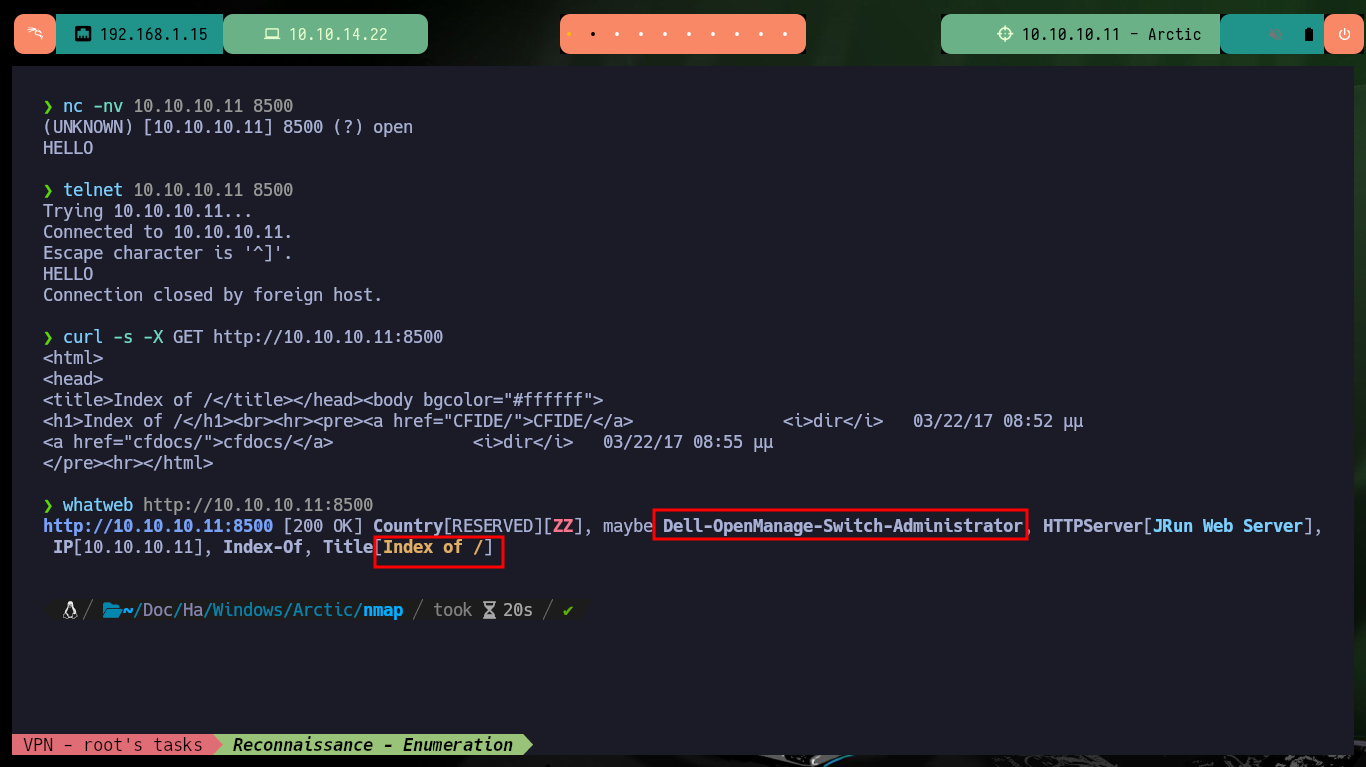 192.168.1.15 10.10.14.22 10.10.10.11 - Arctic
❯ nc -nv 10.10.10.11 8500
(UNKNOWN) [10.10.10.11] 8500 (?) open
HELLO
❯ telnet 10.10.10.11 8500
Trying 10.10.10.11...
Connected to 10.10.10.11.
Escape character is '^]'.
HELLO
Connection closed by foreign host.
❯ curl -s -X GET http://10.10.10.11:8500
<html>
<head>
<title>Index of /</title></head><body bgcolor="#ffffff">
<h1>Index of /</h1><br><hr><pre><a href="CFIDE/">CFIDE/</a>               <i>dir</i>   03/22/17 08:52 μμ
<a href="cfdocs/">cfdocs/</a>              <i>dir</i>   03/22/17 08:55 μμ
</pre><hr></html>
❯ whatweb http://10.10.10.11:8500
http://10.10.10.11:8500 [200 OK] Country[RESERVED][ZZ], maybe Dell-OpenManage-Switch-Administrator, HTTPServer[JRun Web Server],
IP[10.10.10.11], Index-Of, Title[Index of /]
/ ~/Doc/Ha/Windows/Arctic/nmap / took 20s / ✔
VPN - root's tasks Reconnaissance - Enumeration